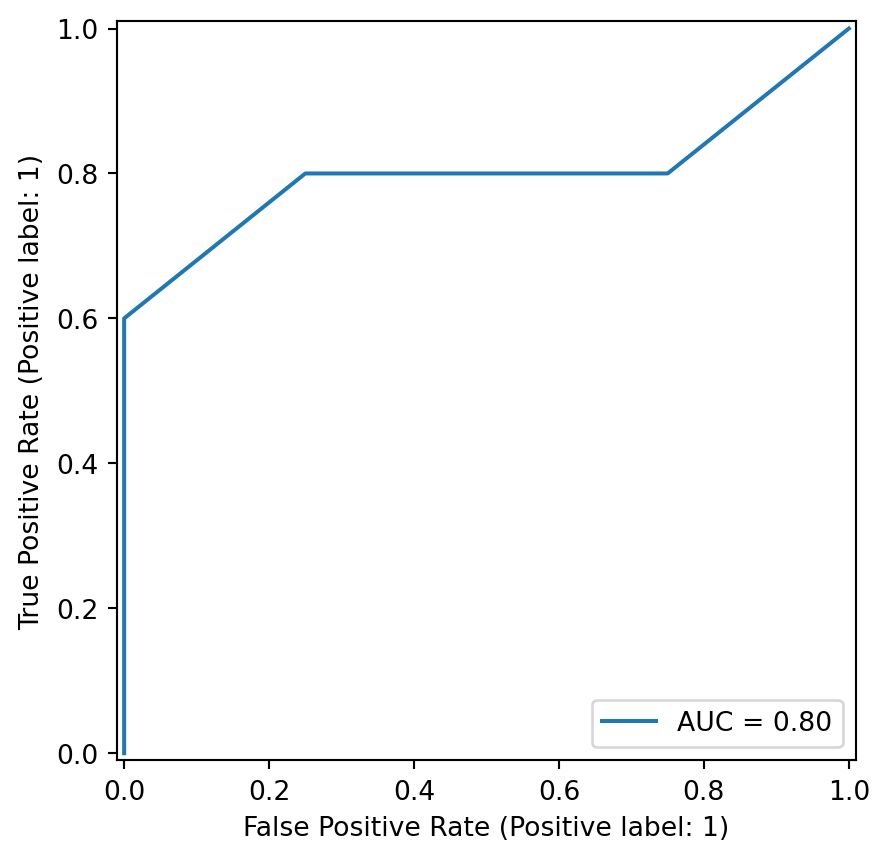 1.0
0.8
0.6
0.4
0.2
0.0
True Positive Rate (Positive label: 1)
AUC = 0.80
0.0 0.2 0.4 0.6 0.8 1.0
False Positive Rate (Positive label: 1)